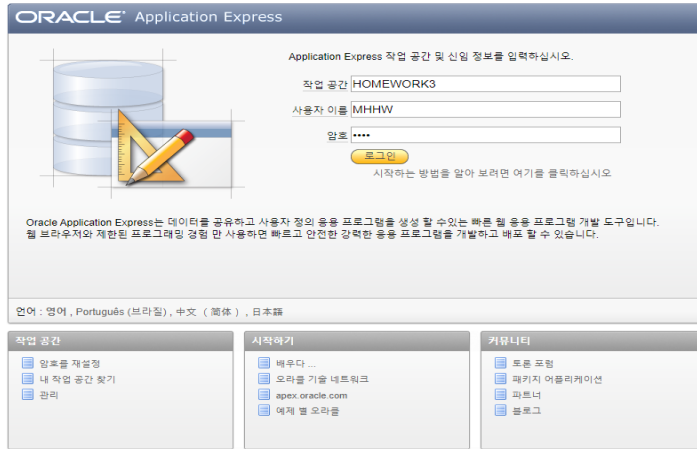 ORACLE Application Express
Application Express 작업 공간 및 신임 정보를 입력하십시오.
작업 공간 HOMEWORK3
사용자 이름 MHHW
암호 ••••
로그인
시작하는 방법을 알아 보려면 여기를 클릭하십시오
Oracle Application Express는 데이터를 공유하고 사용자 정의 응용 프로그램을 생성 할 수있는 빠른 웹 응용 프로그램 개발 도구입니다.
웹 브라우저와 제한된 프로그래밍 경험 만 사용하면 빠르고 안전한 강력한 응용 프로그램을 개발하고 배포 할 수 있습니다.
언어 : 영어 , Português (브라질) , 中文 （简体） , 日本語
작업 공간
암호를 재설정
내 작업 공간 찾기
관리
시작하기
배우다 ...
오라클 기술 네트워크
apex.oracle.com
예제 별 오라클
커뮤니티
토론 포럼
패키지 어플리케이션
파트너
블로그